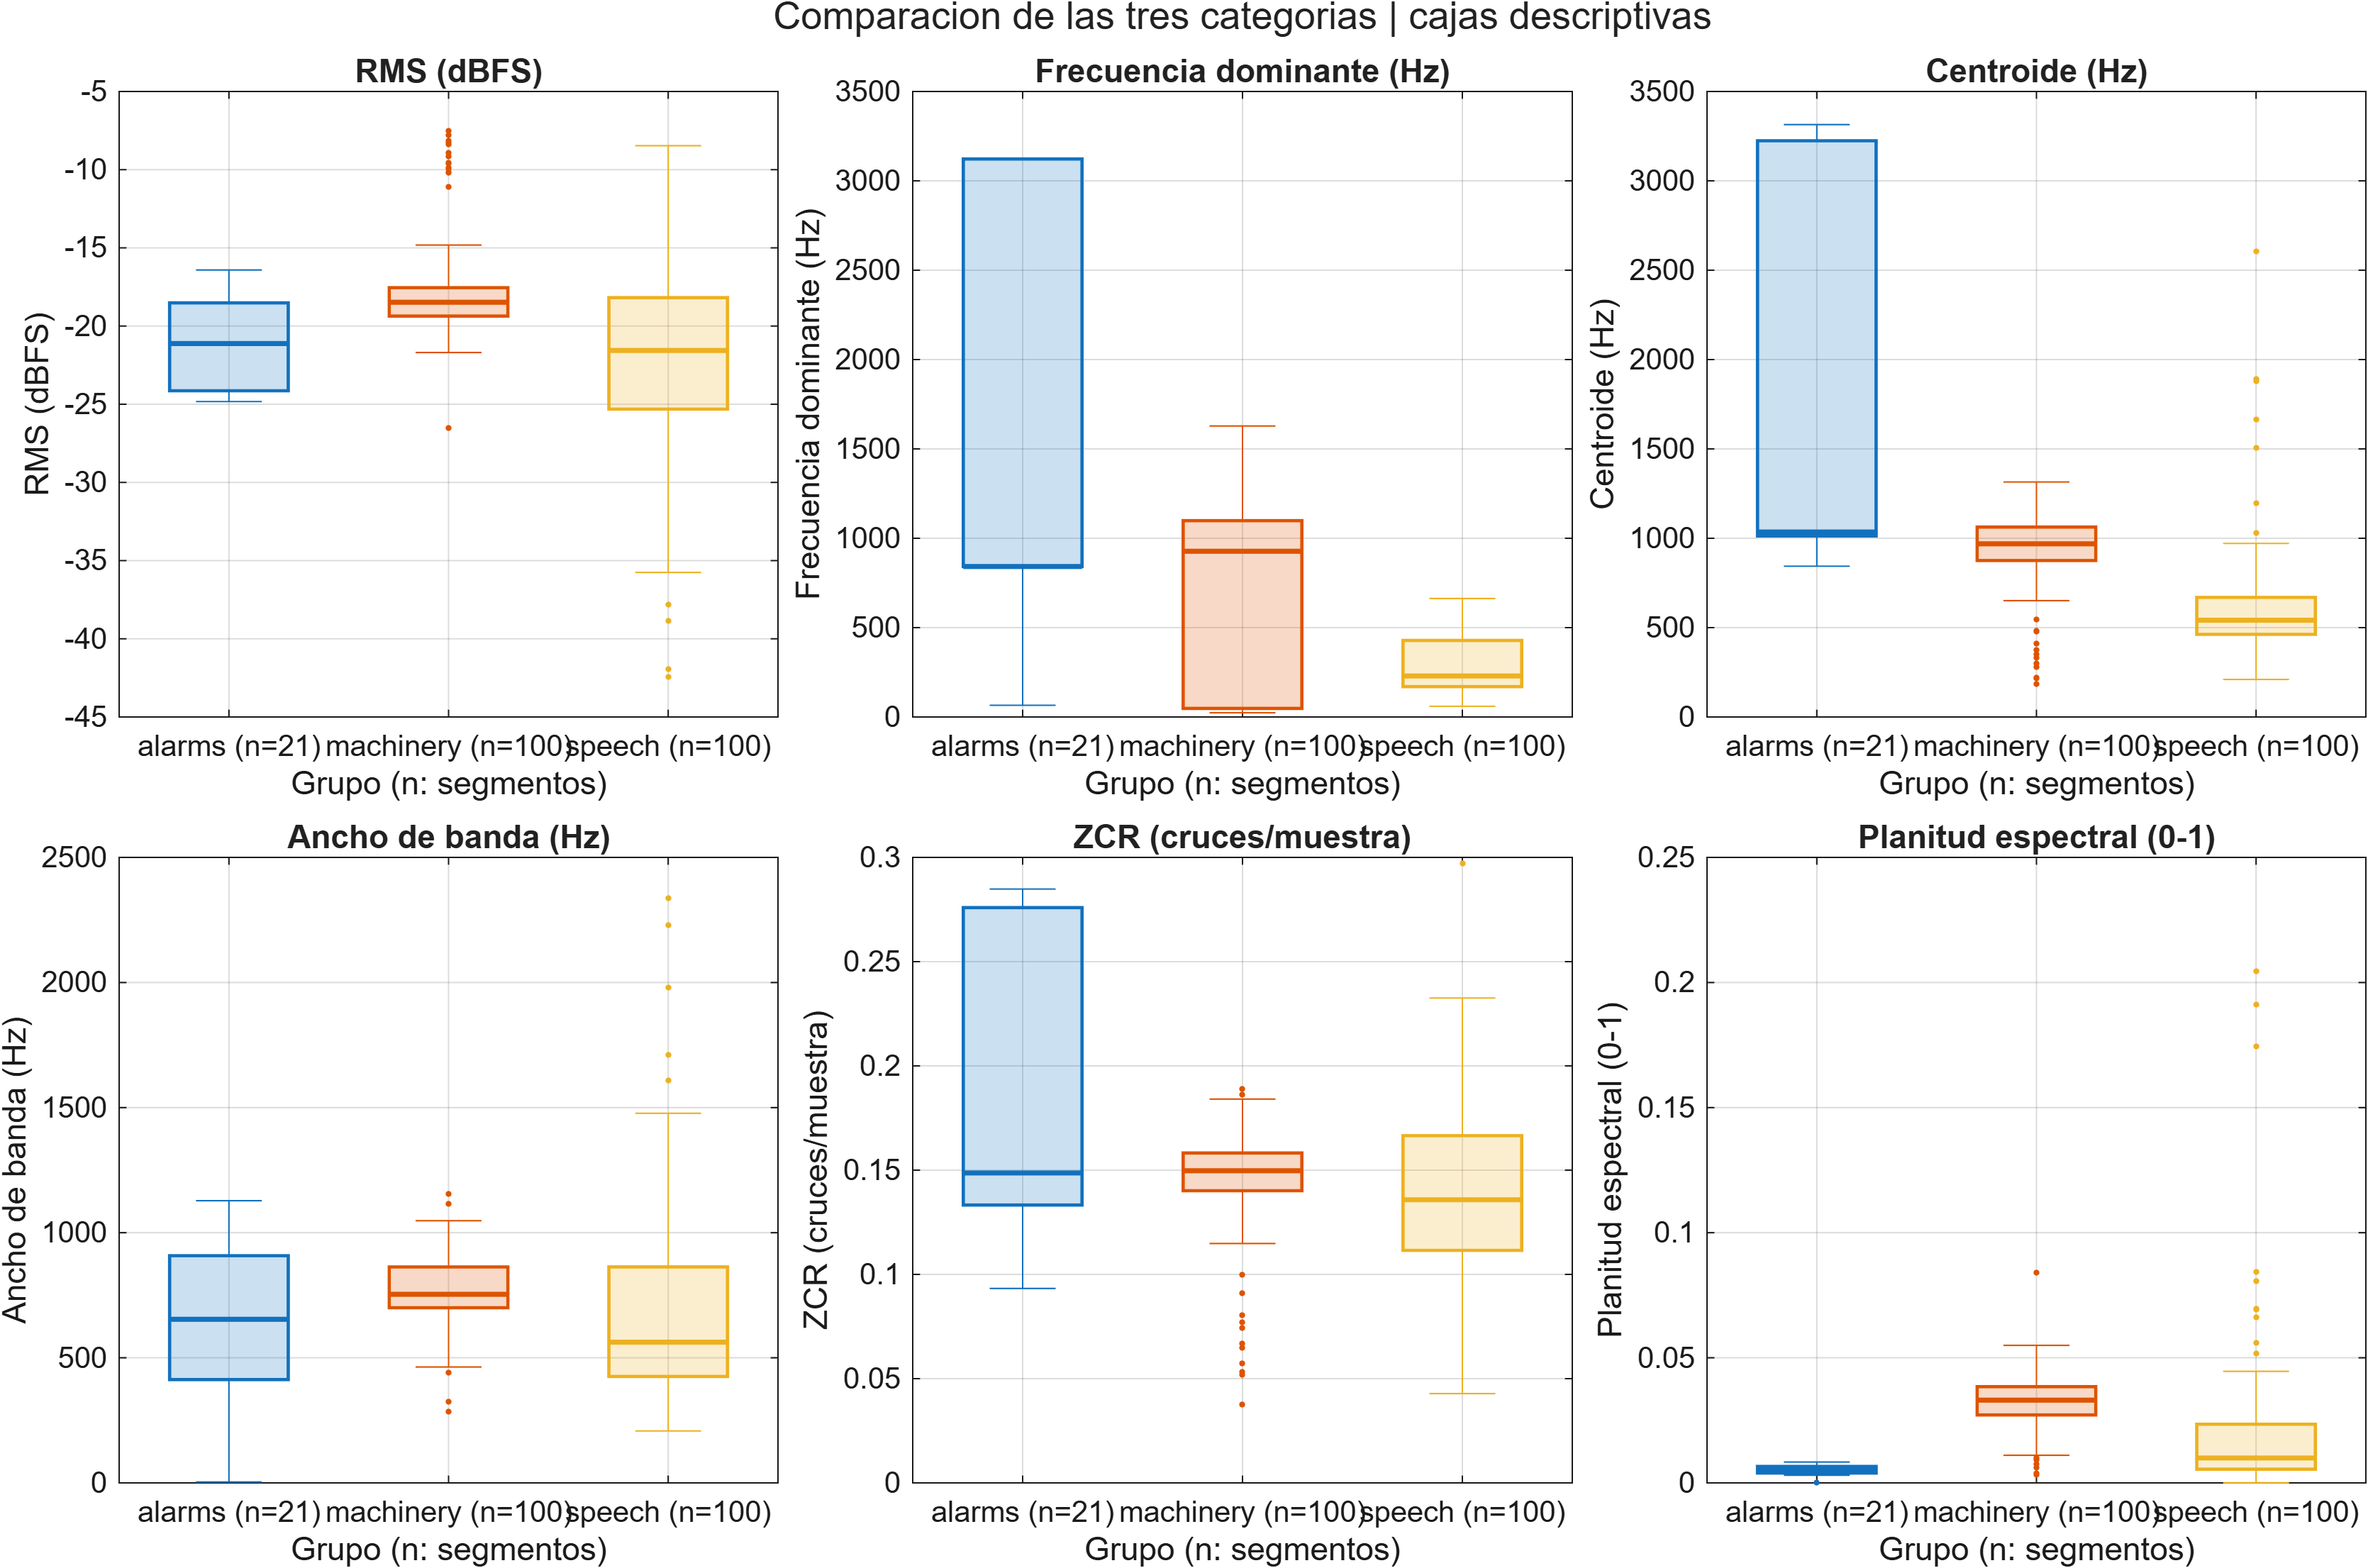 Comparacion de las tres categorias | cajas descriptivas
RMS (dBFS)
RMS (dBFS)
-5
-10
-15
-20
-25
-30
-35
-40
-45
alarms (n=21) machinery (n=100) speech (n=100)
Grupo (n: segmentos)
Frecuencia dominante (Hz)
Frecuencia dominante (Hz)
3500
3000
2500
2000
1500
1000
500
0
alarms (n=21) machinery (n=100) speech (n=100)
Grupo (n: segmentos)
Centroide (Hz)
Centroide (Hz)
3500
3000
2500
2000
1500
1000
500
0
alarms (n=21) machinery (n=100) speech (n=100)
Grupo (n: segmentos)
Ancho de banda (Hz)
Ancho de banda (Hz)
2500
2000
1500
1000
500
0
alarms (n=21) machinery (n=100) speech (n=100)
Grupo (n: segmentos)
ZCR (cruces/muestra)
ZCR (cruces/muestra)
0.3
0.25
0.2
0.15
0.1
0.05
0
alarms (n=21) machinery (n=100) speech (n=100)
Grupo (n: segmentos)
Planitud espectral (0-1)
Planitud espectral (0-1)
0.25
0.2
0.15
0.1
0.05
0
alarms (n=21) machinery (n=100) speech (n=100)
Grupo (n: segmentos)